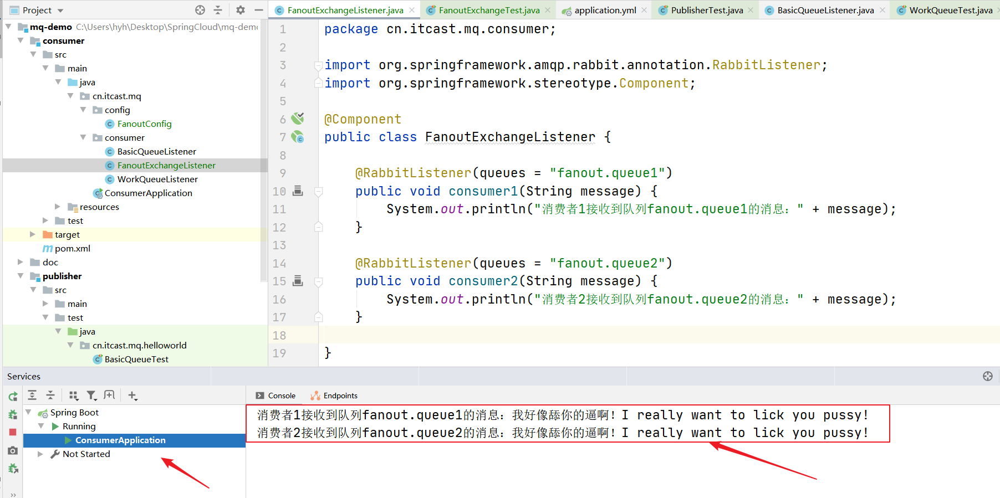 Project
mq-demo C:\Users\hyh\Desktop\SpringCloud\mq-demo
consumer
src
main
java
cn.itcast.mq
config
FanoutConfig
consumer
BasicQueueListener
FanoutExchangeListener
WorkQueueListener
ConsumerApplication
resources
test
target
pom.xml
doc
publisher
src
main
test
java
cn.itcast.mq.helloworld
BasicQueueTest
FanoutExchangeListener.java FanoutExchangeTest.java application.yml PublisherTest.java BasicQueueListener.java WorkQueueTest.java
1 package cn.itcast.mq.consumer;
2
3 import org.springframework.amqp.rabbit.annotation.RabbitListener;
4 import org.springframework.stereotype.Component;
5
6 @Component
7 public class FanoutExchangeListener {
8
9 @RabbitListener(queues = "fanout.queue1")
10 public void consumer1(String message) {
11 System.out.println("消费者1接收到队列fanout.queue1的消息：" + message);
12 }
13
14 @RabbitListener(queues = "fanout.queue2")
15 public void consumer2(String message) {
16 System.out.println("消费者2接收到队列fanout.queue2的消息：" + message);
17 }
18
19 }
Services
Spring Boot
Running
ConsumerApplication
Not Started
Console Endpoints
消费者1接收到队列fanout.queue1的消息：我好像舔你的逼啊！I really want to lick you pussy!
消费者2接收到队列fanout.queue2的消息：我好像舔你的逼啊！I really want to lick you pussy!